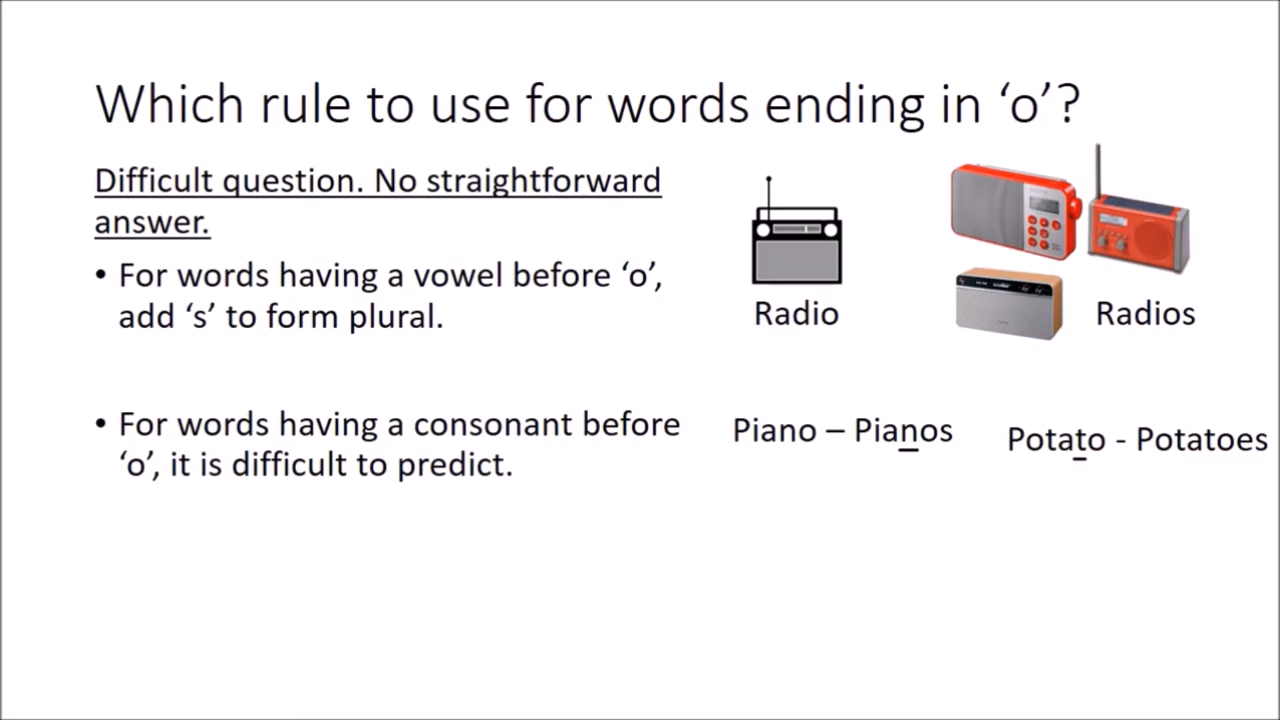 Which rule to use for words ending in ‘o’?
Difficult question. No straightforward
answer.
• For words having a vowel before ‘o’,
add ‘s’ to form plural.
Radio
Radios
• For words having a consonant before
‘o’, it is difficult to predict.
Piano – Pianos
Potato - Potatoes